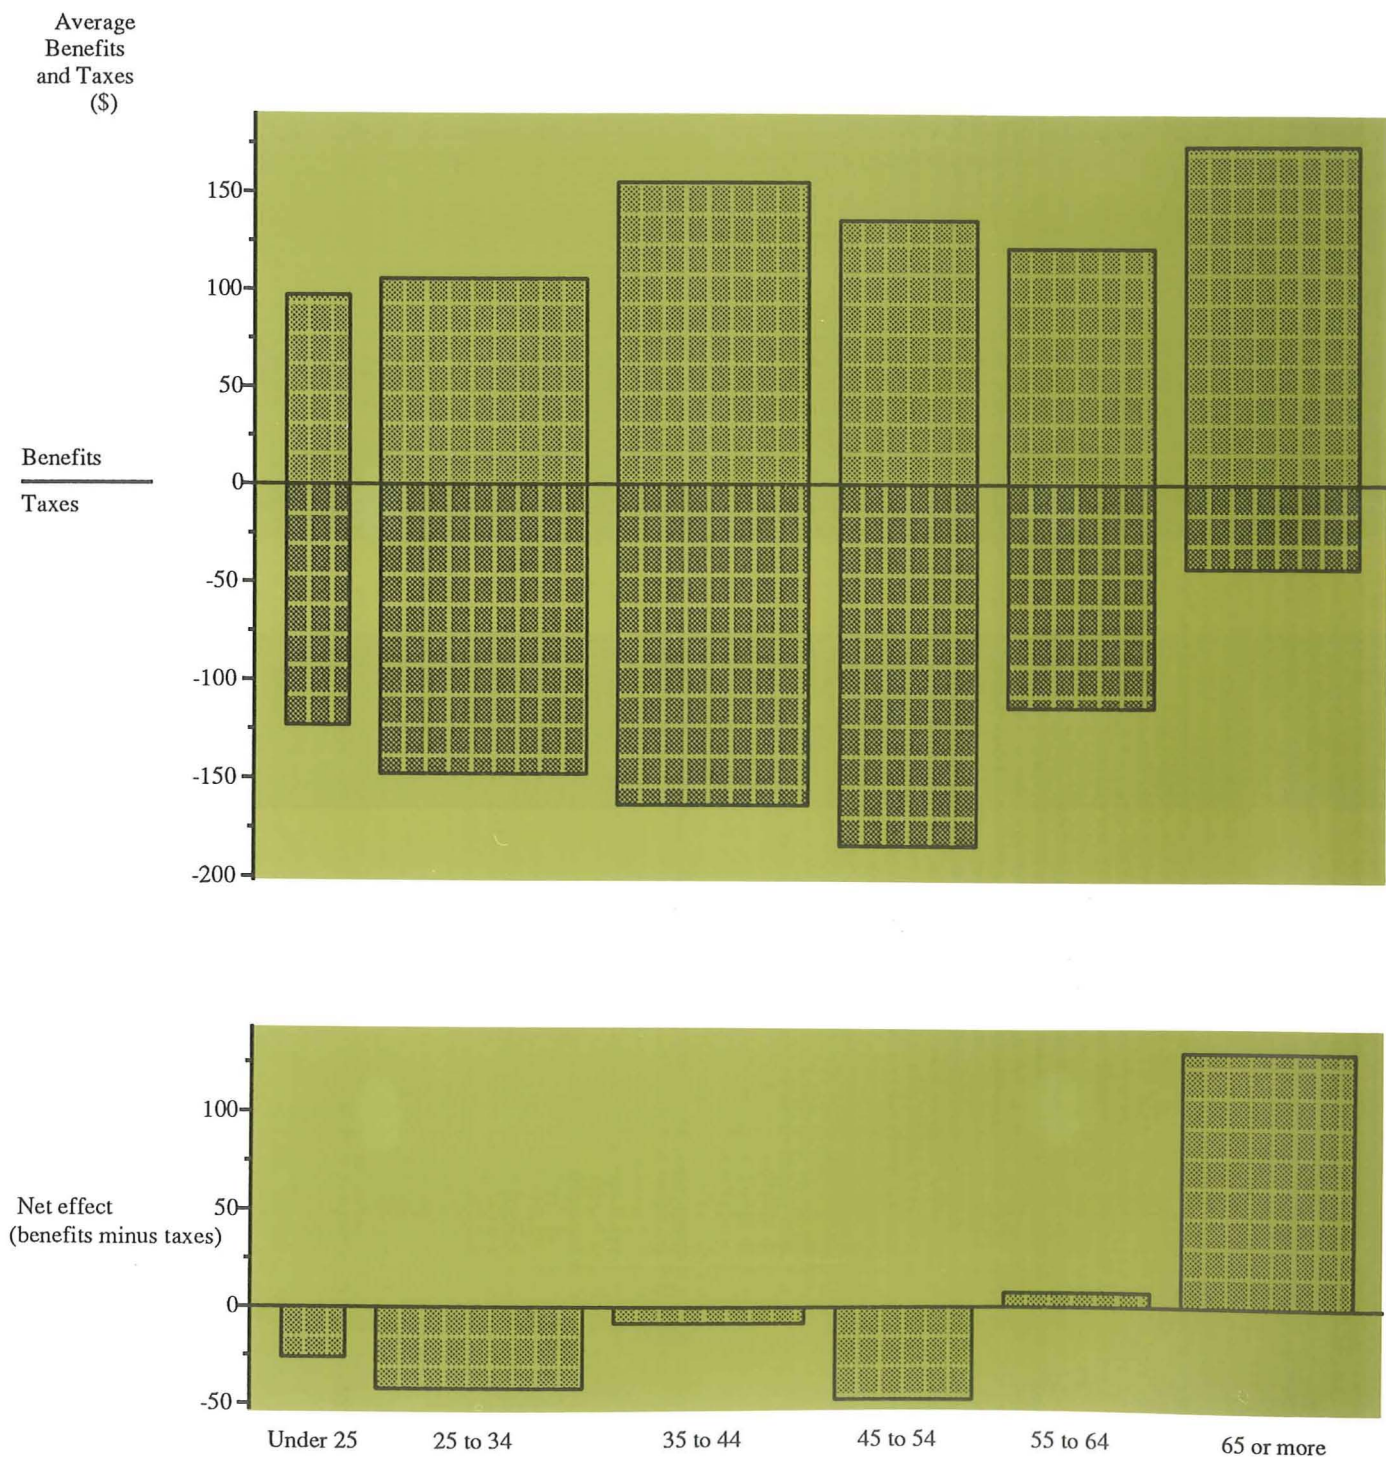 Average
Benefits
and Taxes
($)
150
100
50
0
-50
-100
-150
-200
Benefits
Taxes
100
50
0
-50
Net effect
(benefits minus taxes)
Under 25
25 to 34
35 to 44
45 to 54
55 to 64
65 or more